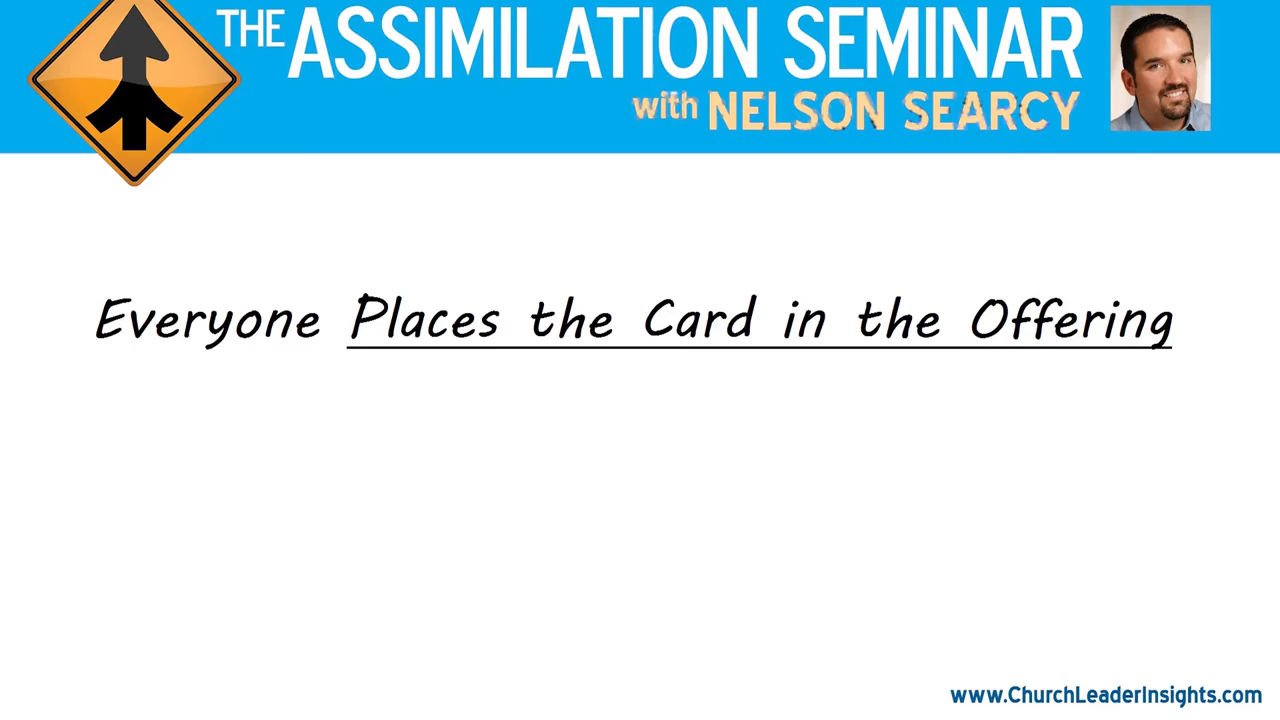 THE ASSIMILATION SEMINAR
with NELSON SEARCY
Everyone Places the Card in the Offering
www.ChurchLeaderInsights.com